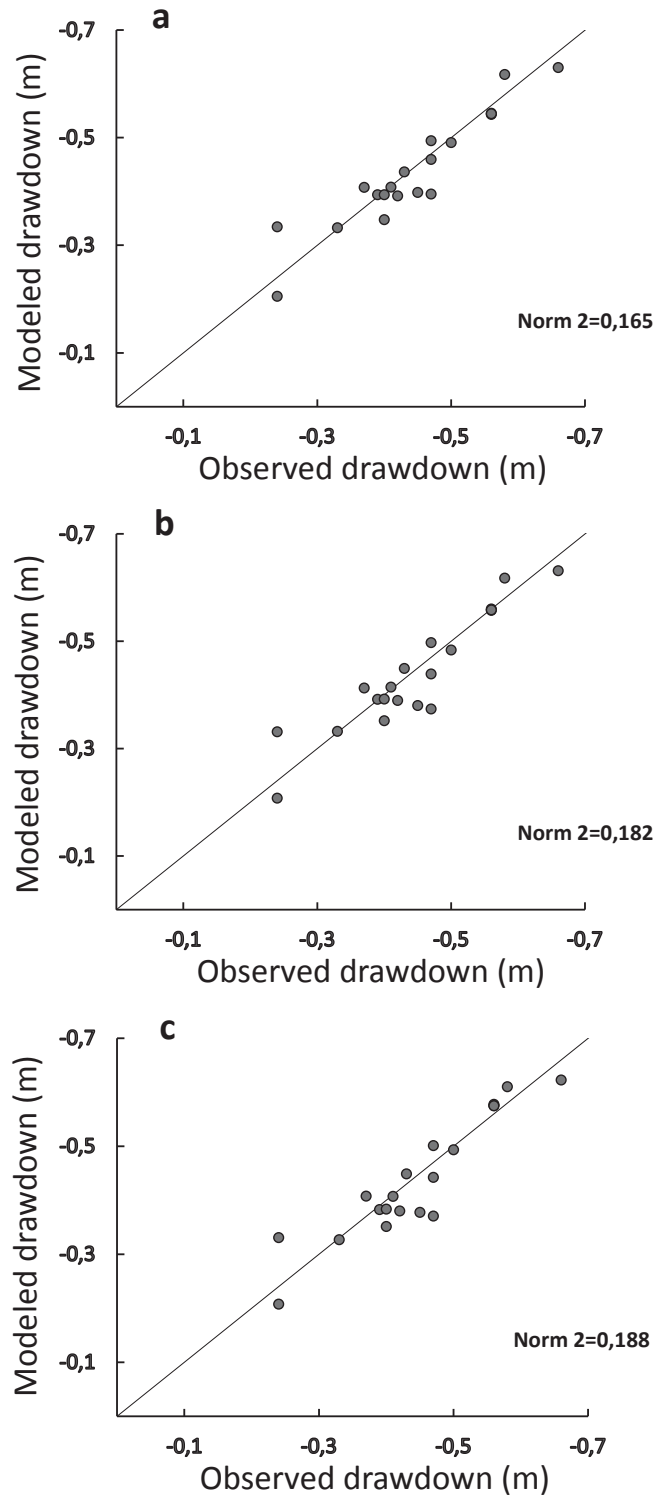 a
-0,7
-0,5
-0,3
-0,1
Modeled drawdown (m)
Norm 2=0,165
-0,1 -0,3 -0,5 -0,7
Observed drawdown (m)
b
-0,7
-0,5
-0,3
-0,1
Modeled drawdown (m)
Norm 2=0,182
-0,1 -0,3 -0,5 -0,7
Observed drawdown (m)
c
-0,7
-0,5
-0,3
-0,1
Modeled drawdown (m)
Norm 2=0,188
-0,1 -0,3 -0,5 -0,7
Observed drawdown (m)